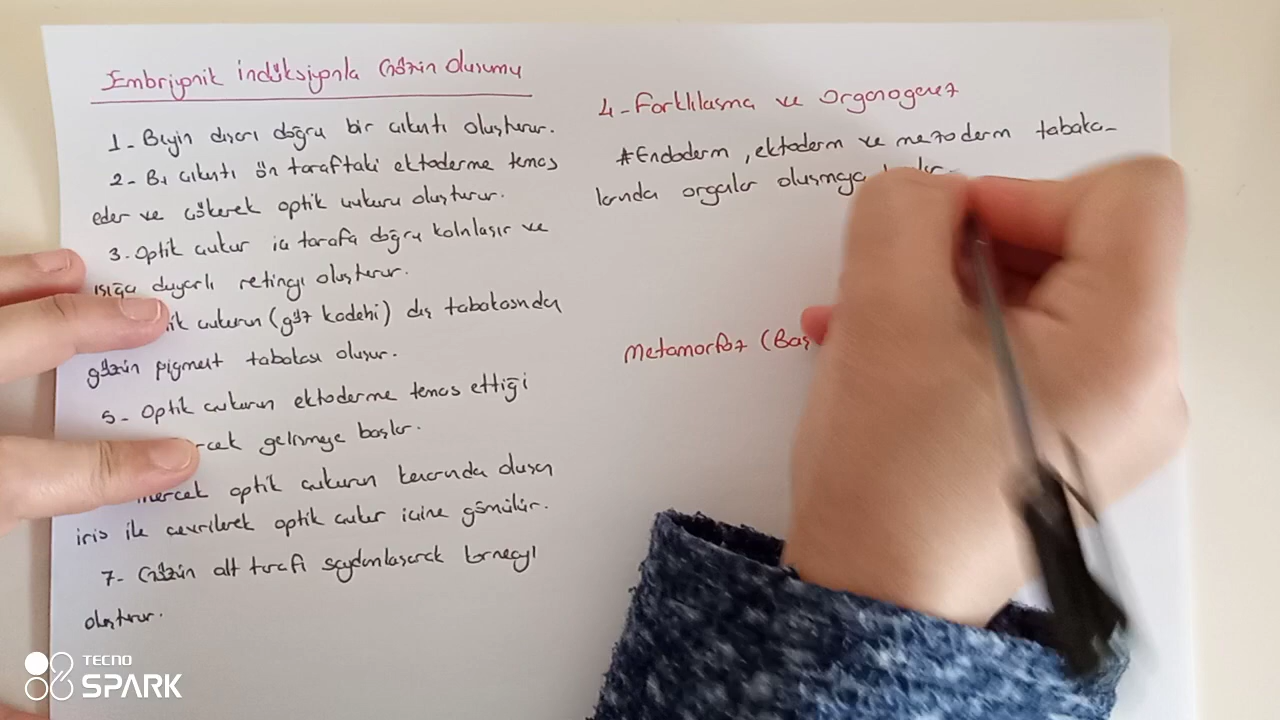 Embriyonik indüksiyonla Gözün Oluşumu
1- Beyin dışarı doğru bir çıkıntı oluşturur.
2- Bu çıkıntı ön taraftaki ektoderme temas
eder ve çökerek optik çukuru oluşturur.
3- Optik çukur iç tarafa doğru kalınlaşır ve
ışığa duyarlı retinayı oluşturur.
çukurun (göz kadehi) dış tabakasında
gözün pigment tabakası oluşur.
5- Optik çukurun ektoderme temas ettiği
gelişmeye başlar.
mercek optik çukurun kenarında oluşan
iris ile çevrilerek optik çukur içine gömülür.
7- Gözün alt tarafı saydamlaşarak korneayı
oluşturur.
4- Farklılaşma ve Organogenez
#Endoderm, ektoderm ve mezoderm tabaka-
larında organlar oluşmaya
Metamorfoz (Baş
TECNO
SPARK